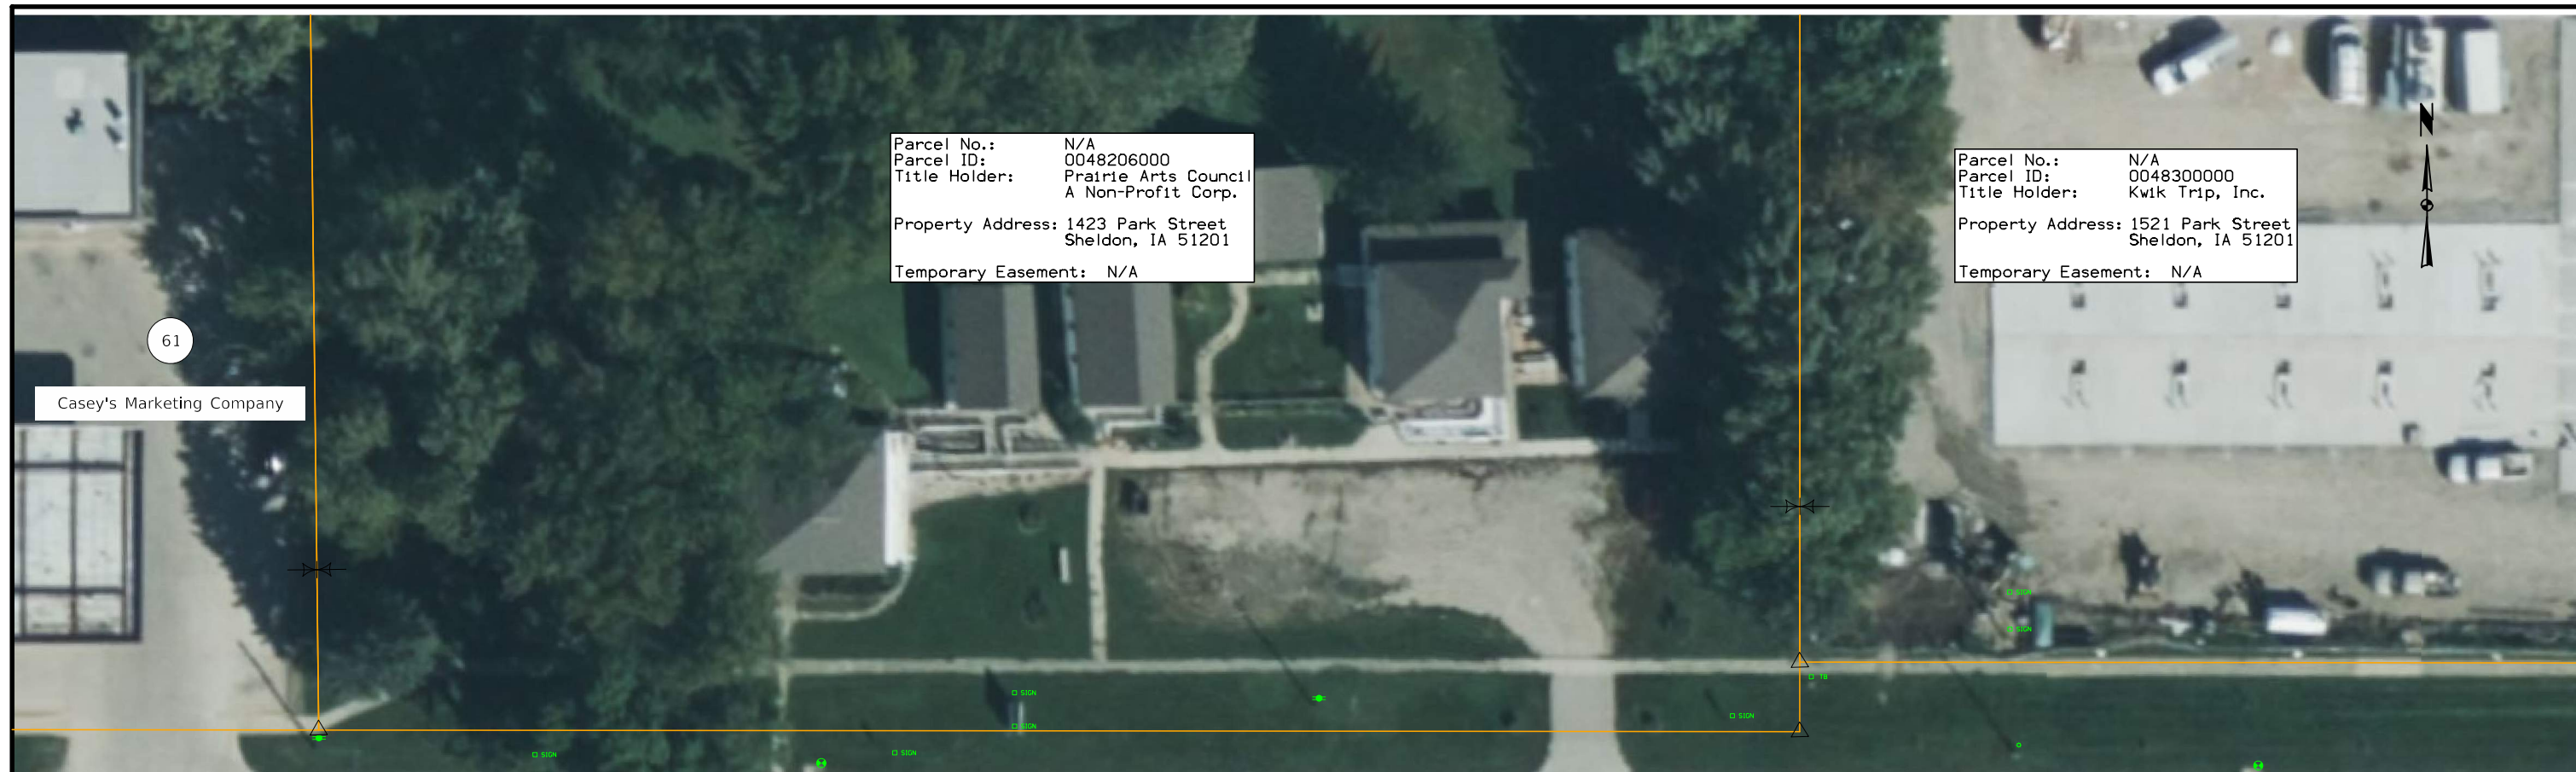 Parcel No.: N/A
Parcel ID: 0048206000
Title Holder: Prairie Arts Council
A Non-Profit Corp.
Property Address: 1423 Park Street
Sheldon, IA 51201
Temporary Easement: N/A
Parcel No.: N/A
Parcel ID: 0048300000
Title Holder: Kwik Trip, Inc.
Property Address: 1521 Park Street
Sheldon, IA 51201
Temporary Easement: N/A
N
61
Casey's Marketing Company
SIGN
SIGN
TB
SIGN
SIGN
SIGN
SIGN
SIGN